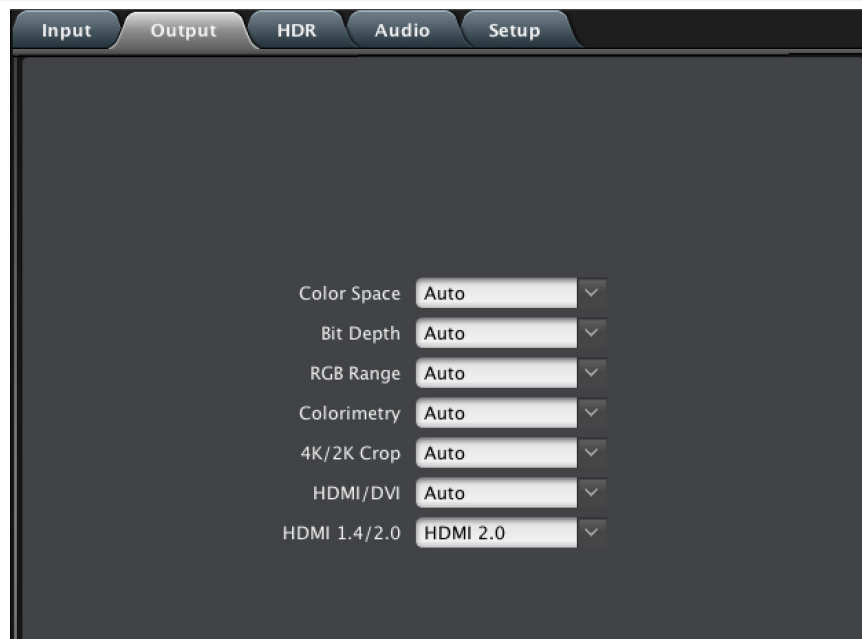 Input Output HDR Audio Setup
Color Space Auto
Bit Depth Auto
RGB Range Auto
Colorimetry Auto
4K/2K Crop Auto
HDMI/DVI Auto
HDMI 1.4/2.0 HDMI 2.0